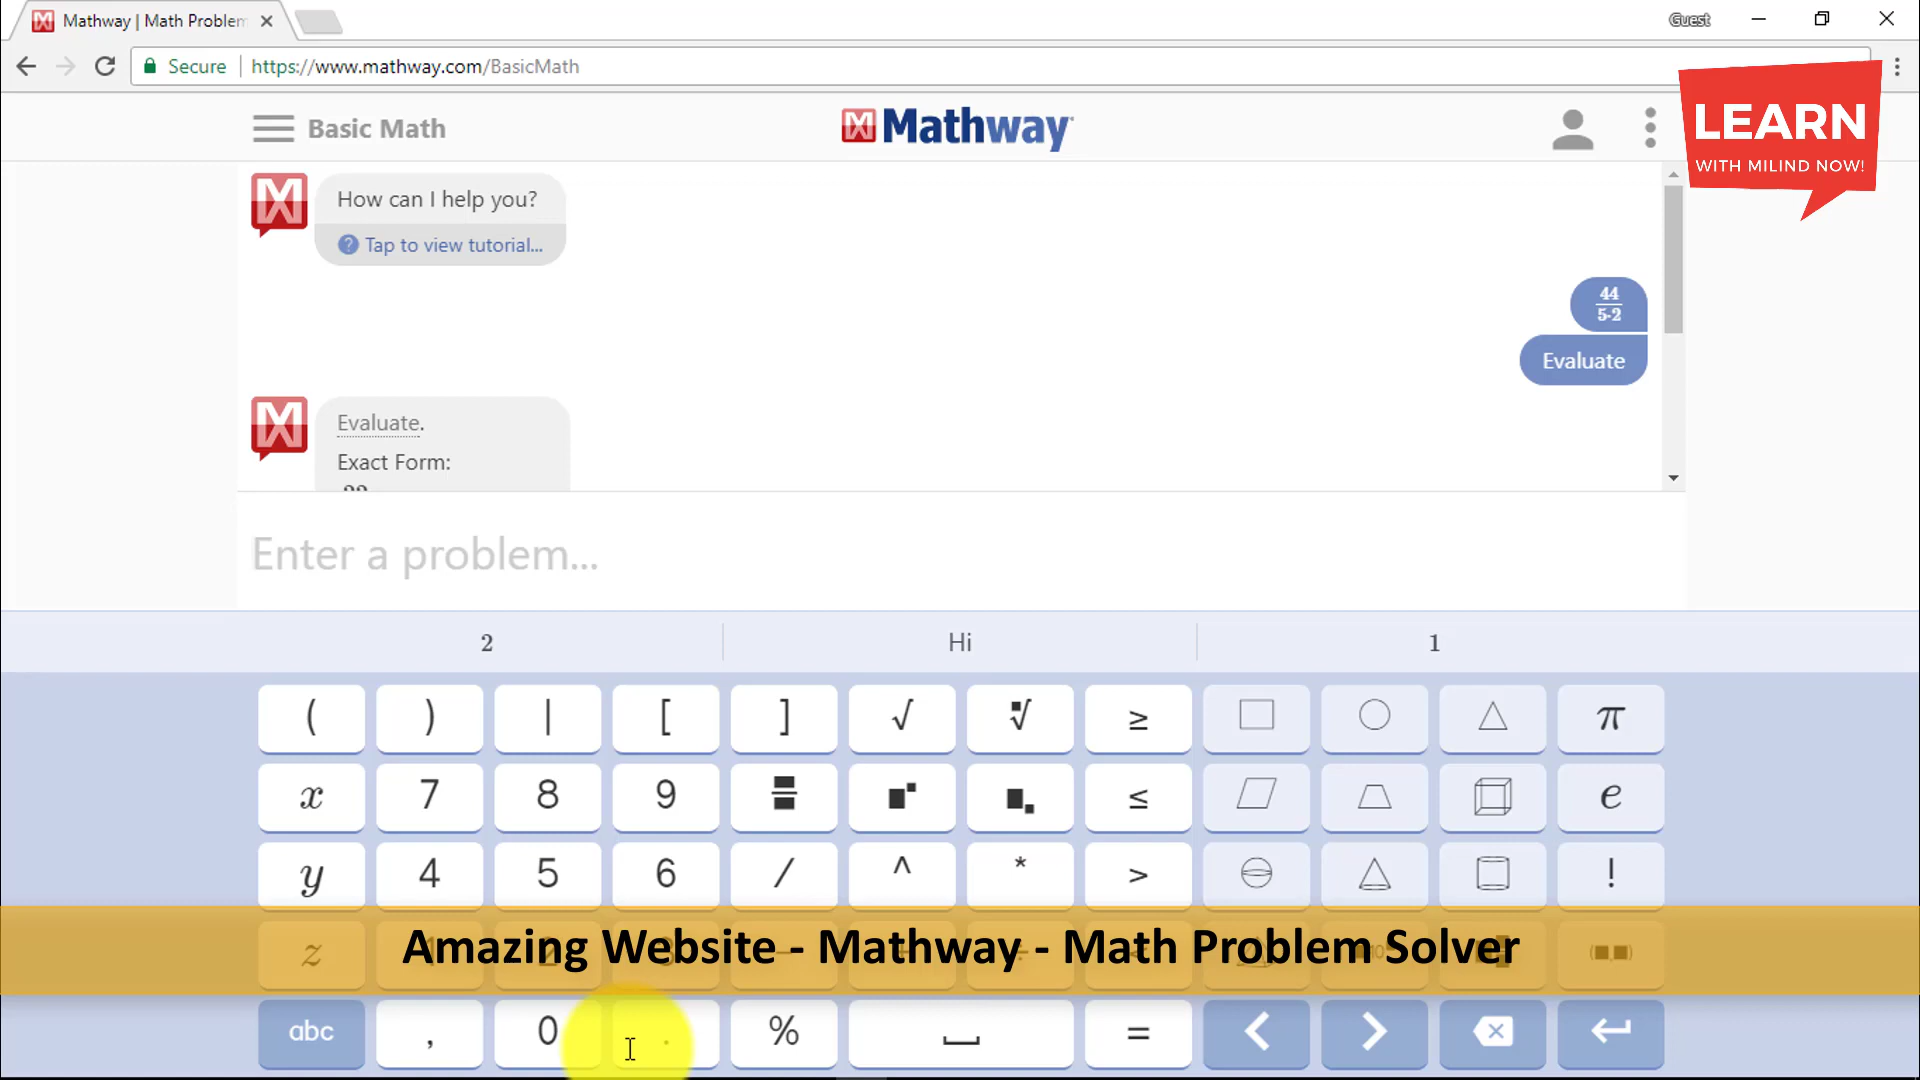 Mathway | Math Problem
Guest
Secure
https://www.mathway.com/BasicMath
Basic Math
Mathway
LEARN
WITH MILIND NOW!
How can I help you?
? Tap to view tutorial...
44
5·2
Evaluate
Evaluate.
Exact Form:
Enter a problem...
2 Hi 1
( ) | [ ] √ √ ≥ π
x 7 8 9 ≤ e
y 4 5 6 / ^ * > !
z
Amazing Website - Mathway - Math Problem Solver
abc , 0 . % =